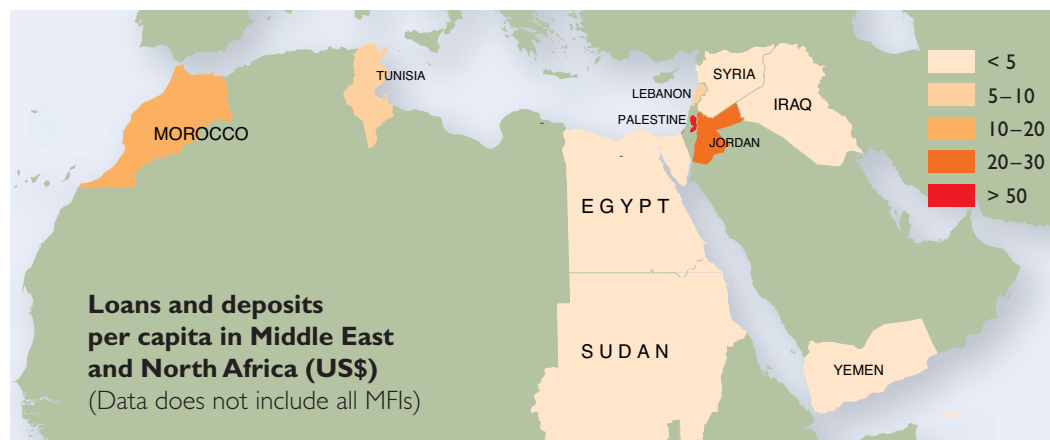 TUNISIA
MOROCCO
LEBANON
SYRIA
PALESTINE
IRAQ
JORDAN
EGYPT
SUDAN
YEMEN
< 5
5–10
10–20
20–30
> 50
Loans and deposits
per capita in Middle East
and North Africa (US$)
(Data does not include all MFIs)